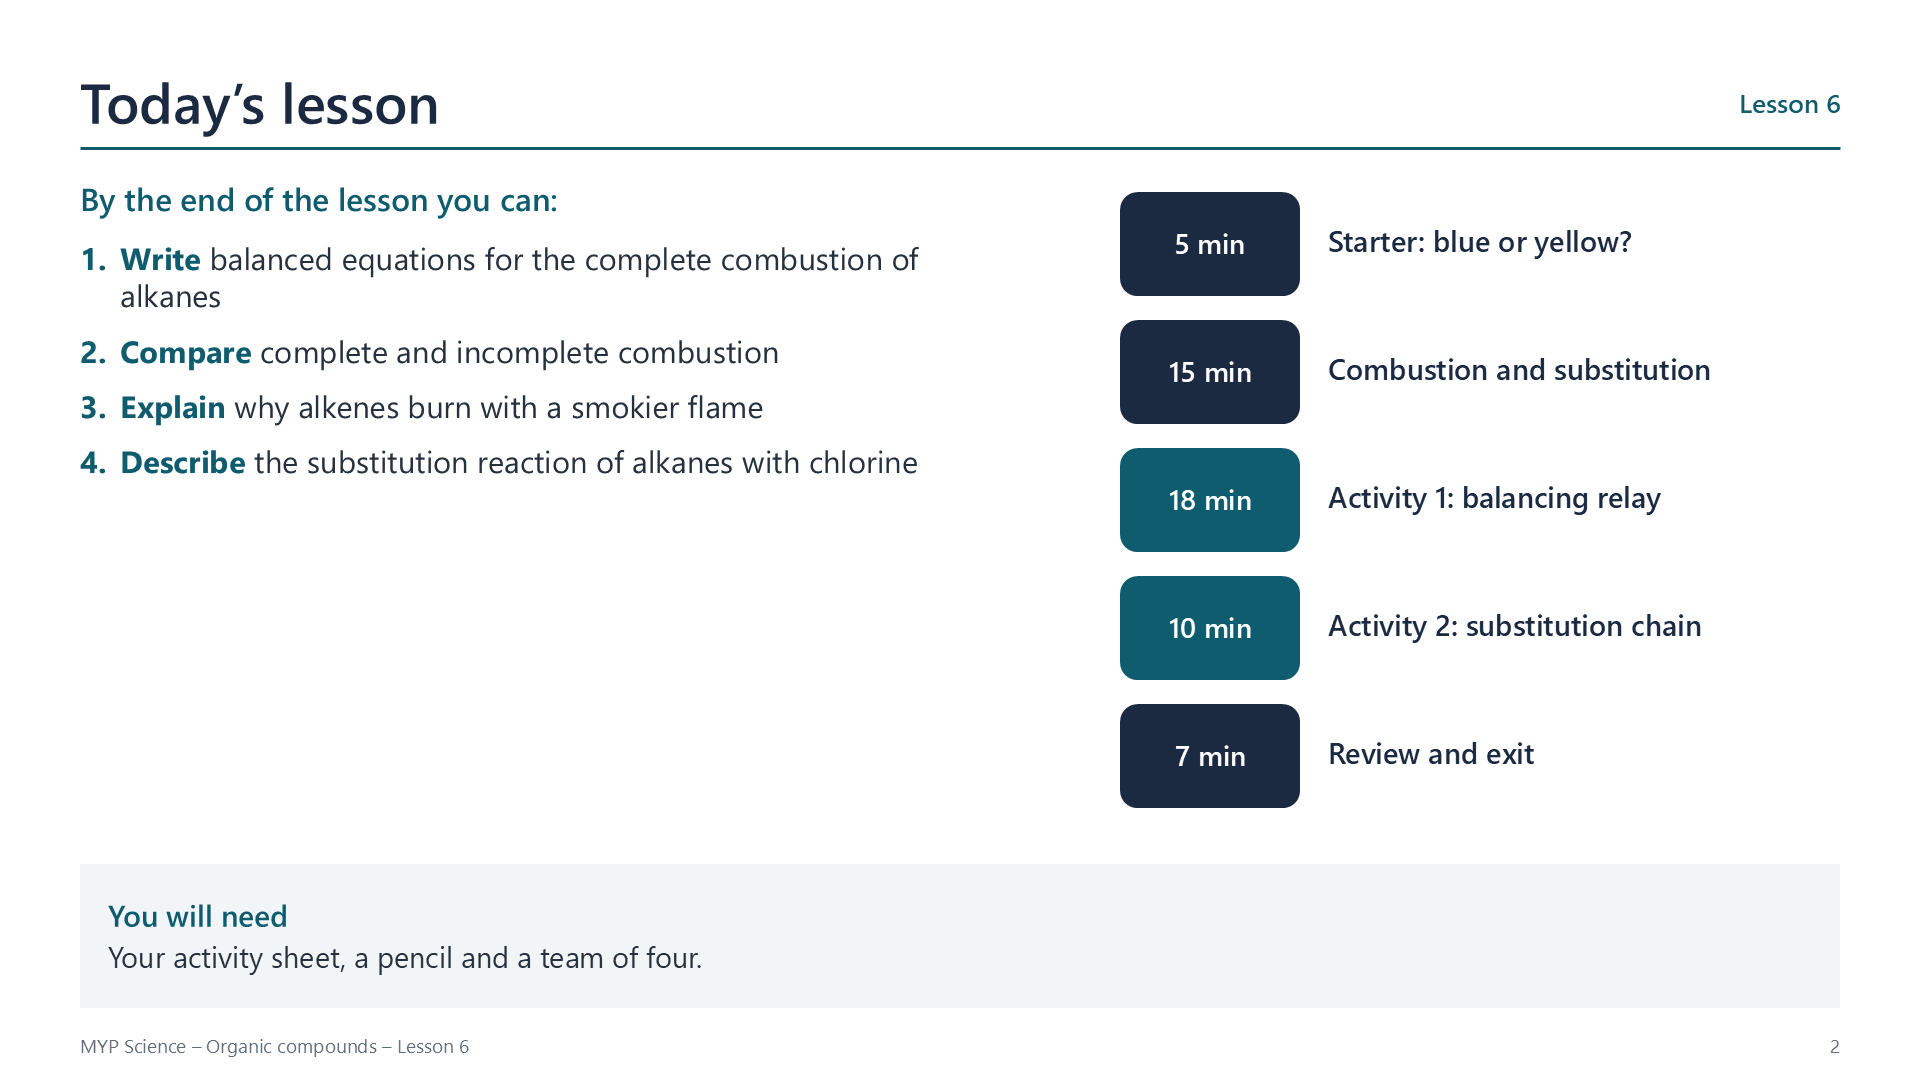 Today’s lesson
Lesson 6
By the end of the lesson you can:
1. Write balanced equations for the complete combustion of
alkanes
2. Compare complete and incomplete combustion
3. Explain why alkenes burn with a smokier flame
4. Describe the substitution reaction of alkanes with chlorine
5 min
Starter: blue or yellow?
15 min
Combustion and substitution
18 min
Activity 1: balancing relay
10 min
Activity 2: substitution chain
7 min
Review and exit
You will need
Your activity sheet, a pencil and a team of four.
MYP Science – Organic compounds – Lesson 6
2